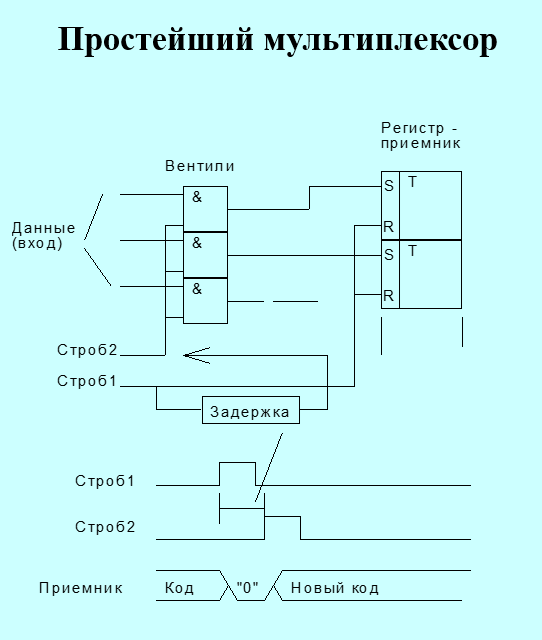 Простейший мультиплексор
Регистр -
приемник
Вентили
&
S T
R
Данные
(вход)
&
S T
&
R
Строб2
Строб1
Задержка
Строб1
Строб2
Приемник Код "0" Новый код